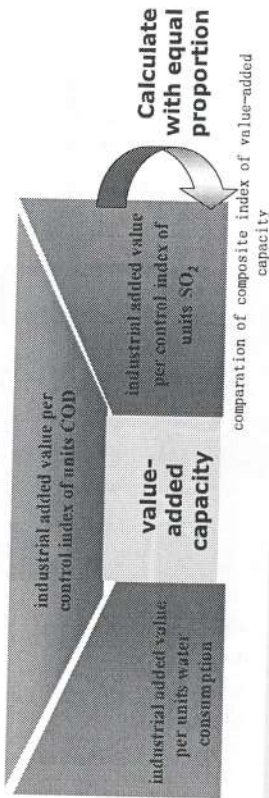 industrial added value per
control index of units COD
industrial added value
per units water
consumption
value-
added
capacity
industrial added value
per control index of
units SO₂
Calculate
with equal
proportion
comparation of composite index of value-added
capacity